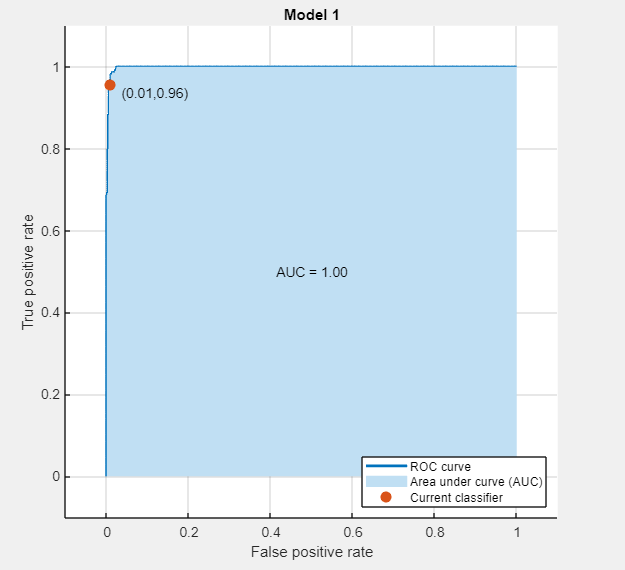 Model 1
1
(0.01,0.96)
0.8
0.6
True positive rate
AUC = 1.00
0.4
0.2
0
ROC curve
Area under curve (AUC)
Current classifier
0 0.2 0.4 0.6 0.8 1
False positive rate